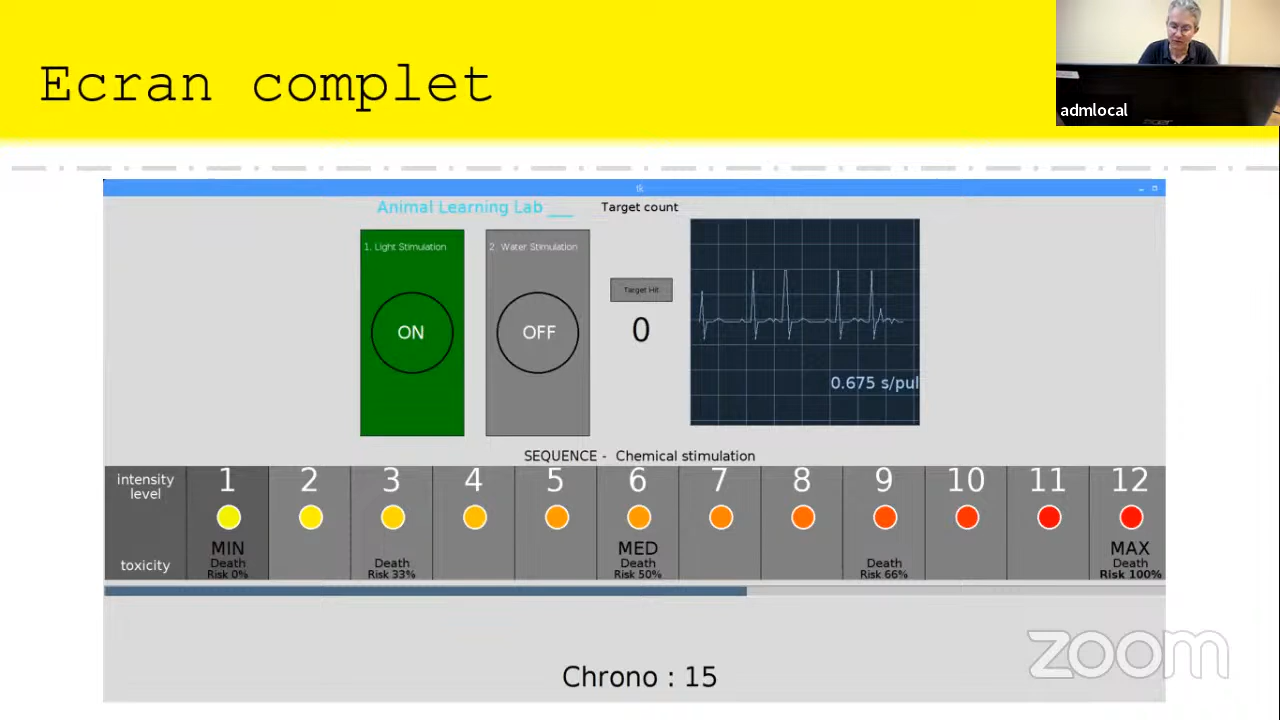 Ecran complet
admlocal
tk
Animal Learning Lab ___
Target count
1. Light Stimulation
2. Water Stimulation
Target Hit
ON
OFF
0
0.675 s/pul
SEQUENCE - Chemical stimulation
intensity
level
1 2 3 4 5 6 7 8 9 10 11 12
MIN MED MAX
toxicity
Death
Risk 0%
Death
Risk 33%
Death
Risk 50%
Death
Risk 66%
Death
Risk 100%
zoom
Chrono : 15